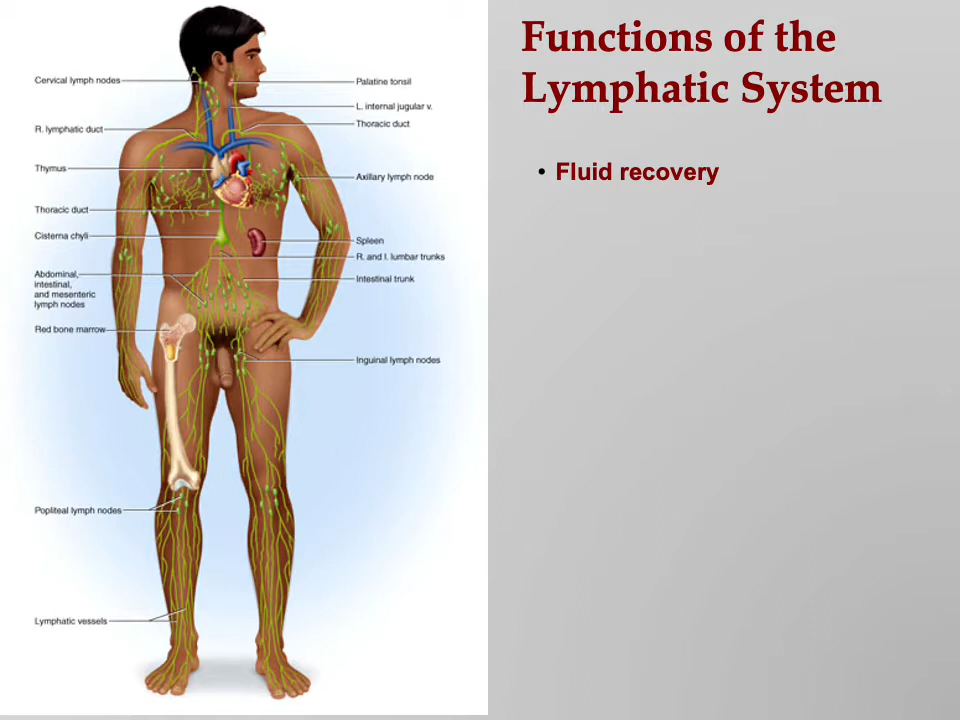 Functions of the
Lymphatic System
• Fluid recovery
Cervical lymph nodes
R. lymphatic duct
Thymus
Thoracic duct
Cisterna chyli
Abdominal,
intestinal,
and mesenteric
lymph nodes
Red bone marrow
Popliteal lymph nodes
Lymphatic vessels
Palatine tonsil
L. internal jugular v.
Thoracic duct
Axillary lymph node
Spleen
R. and l. lumbar trunks
Intestinal trunk
Inguinal lymph nodes